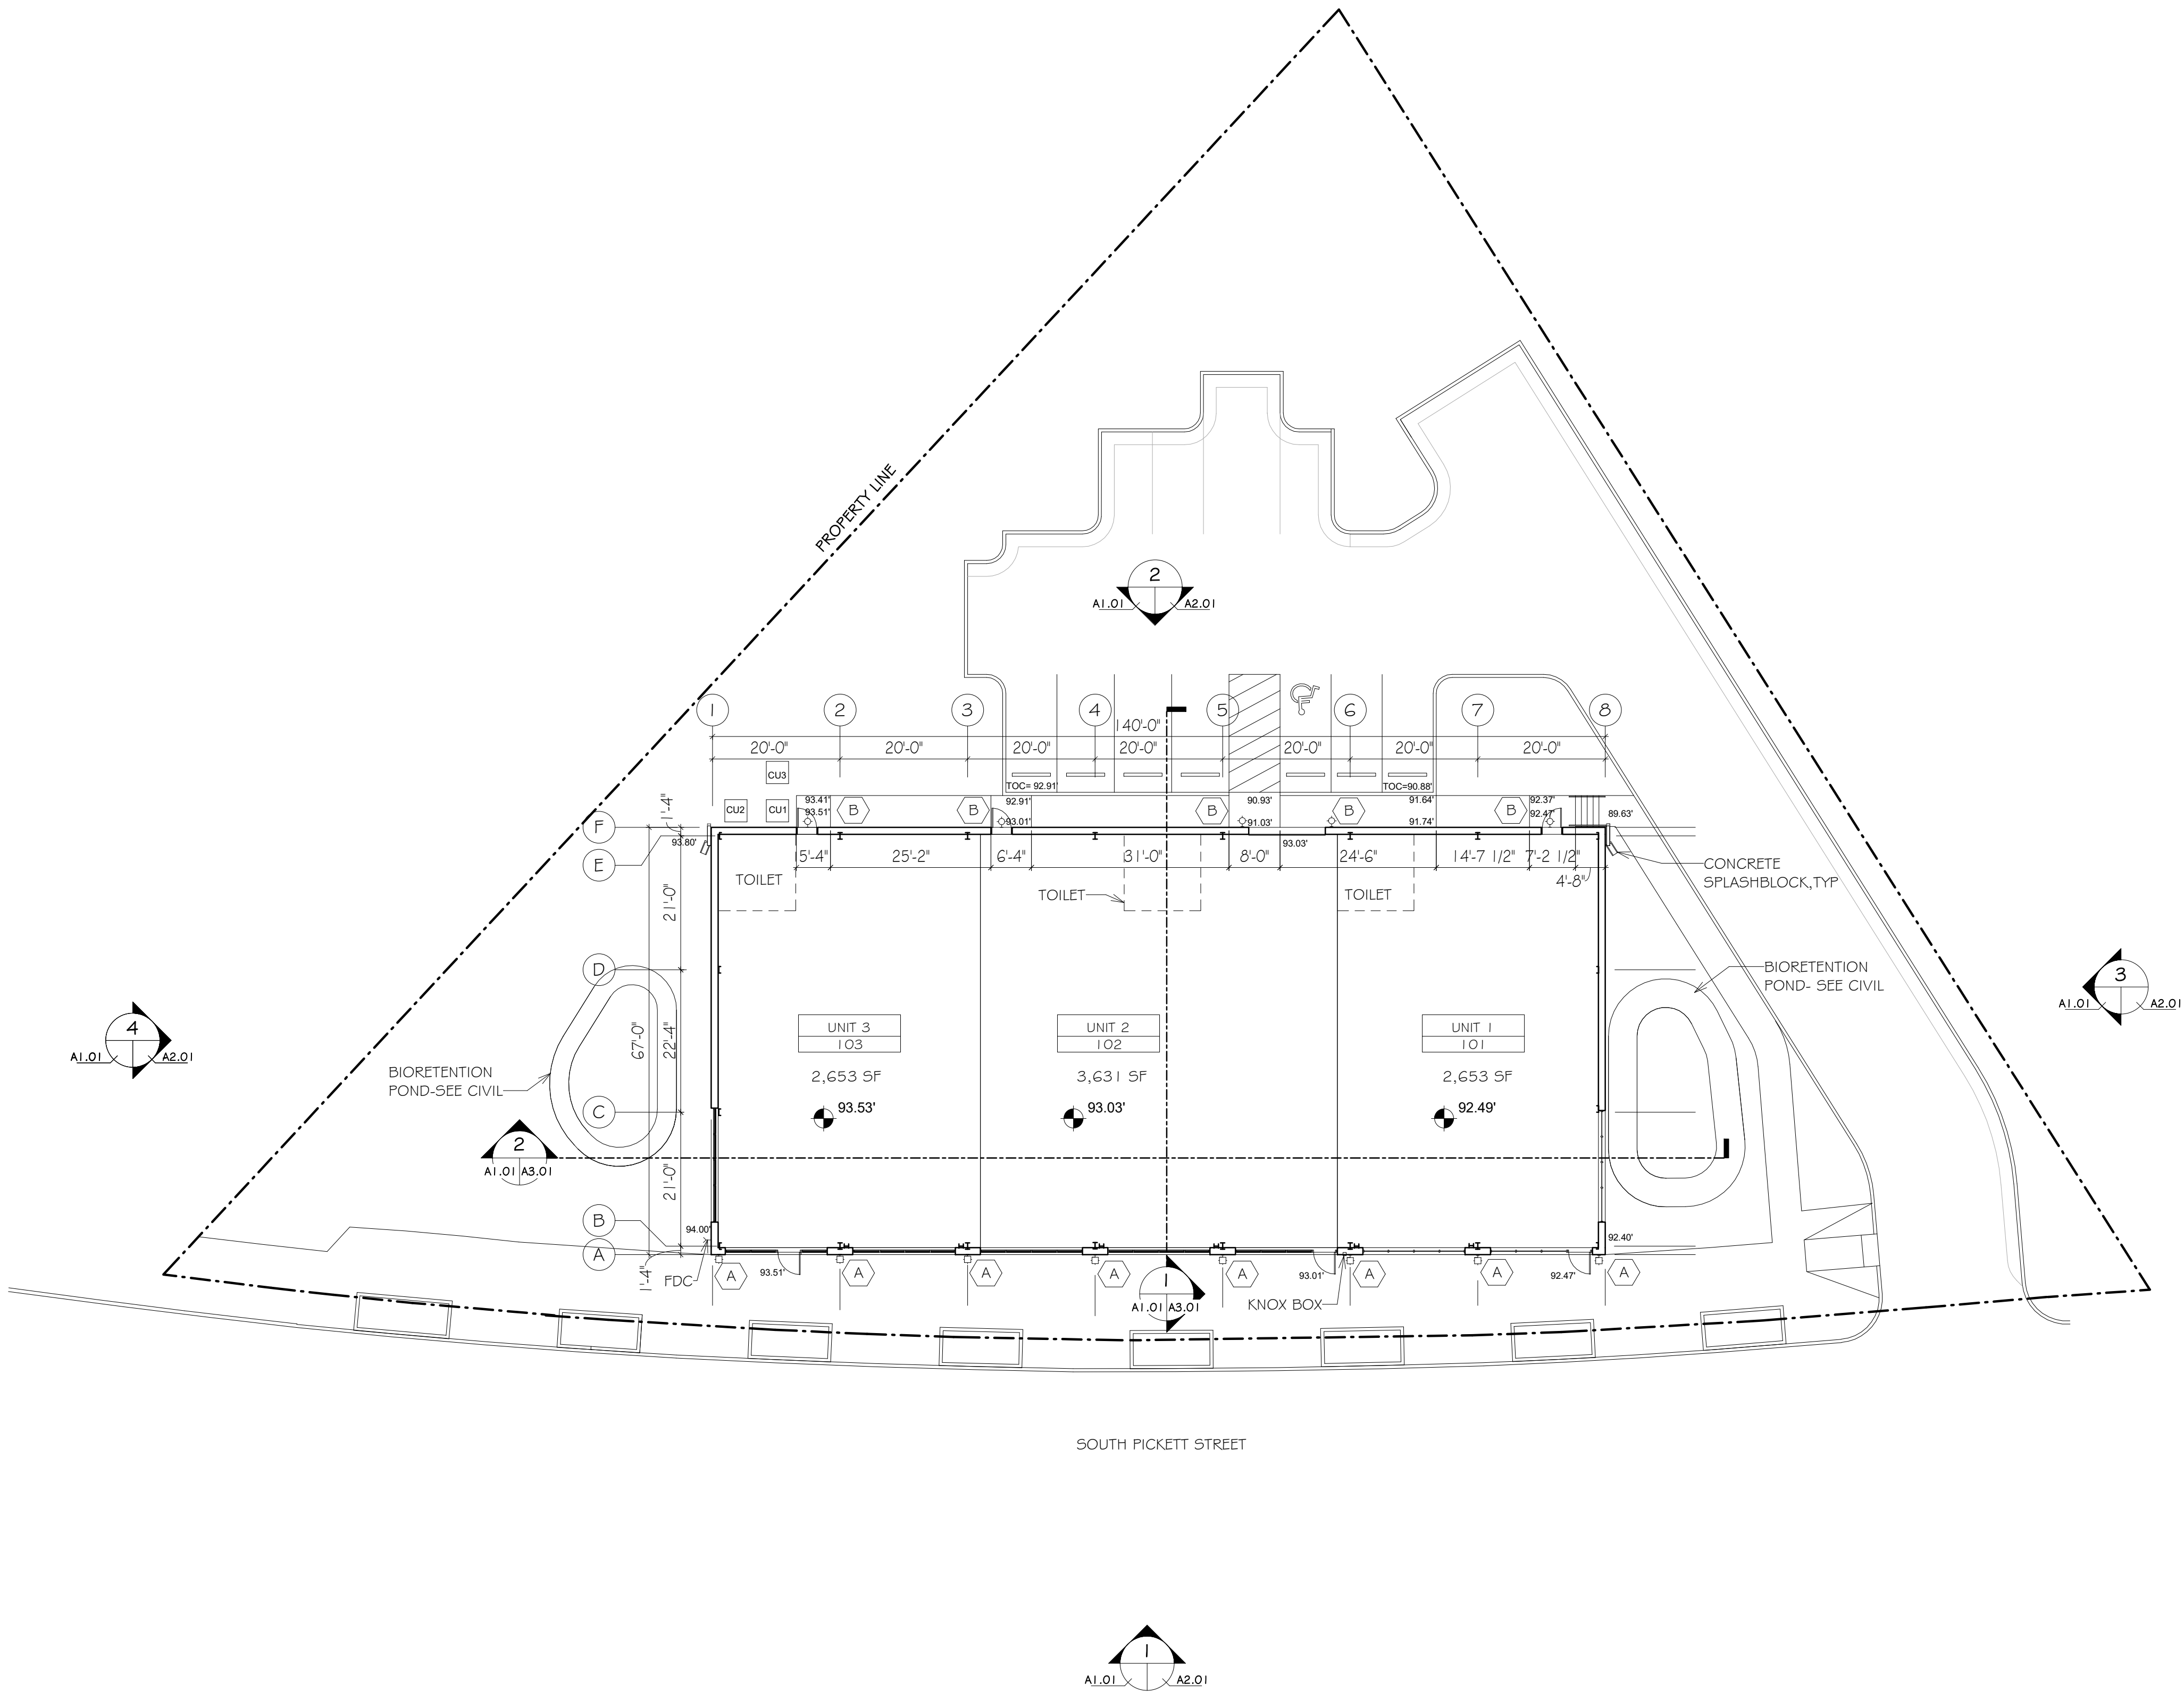 PROPERTY LINE
2
A1.01 A2.01
1 2 3 4 5 6 7 8
140'-0"
20'-0" 20'-0" 20'-0" 20'-0" 20'-0" 20'-0" 20'-0"
CU3
TOC= 92.91' TOC=90.88'
CU2 CU1
1'-4"
93.41' B B 92.91' B 90.93' B 91.64' B 92.37'
93.51' 93.01' 91.03' 91.74' 92.47' 89.63'
F
93.80' 93.03'
E
5'-4" 25'-2" 6'-4" 31'-0" 8'-0" 24'-6" 14'-7 1/2" 7'-2 1/2"
4'-8"
CONCRETE
SPLASHBLOCK,TYP
TOILET TOILET TOILET
21'-0"
D
BIORETENTION
POND- SEE CIVIL
3
A1.01 A2.01
4
A1.01 A2.01
67'-0" 22'-4"
UNIT 3 UNIT 2 UNIT 1
103 102 101
2,653 SF 3,631 SF 2,653 SF
93.53' 93.03' 92.49'
BIORETENTION
POND-SEE CIVIL
C
2
A1.01 A3.01
21'-0"
B
94.00' 92.40'
A
1'-4"
FDC
A 93.51' A A A A 93.01' A A 92.47' A
1
A1.01 A3.01
KNOX BOX
SOUTH PICKETT STREET
1
A1.01 A2.01